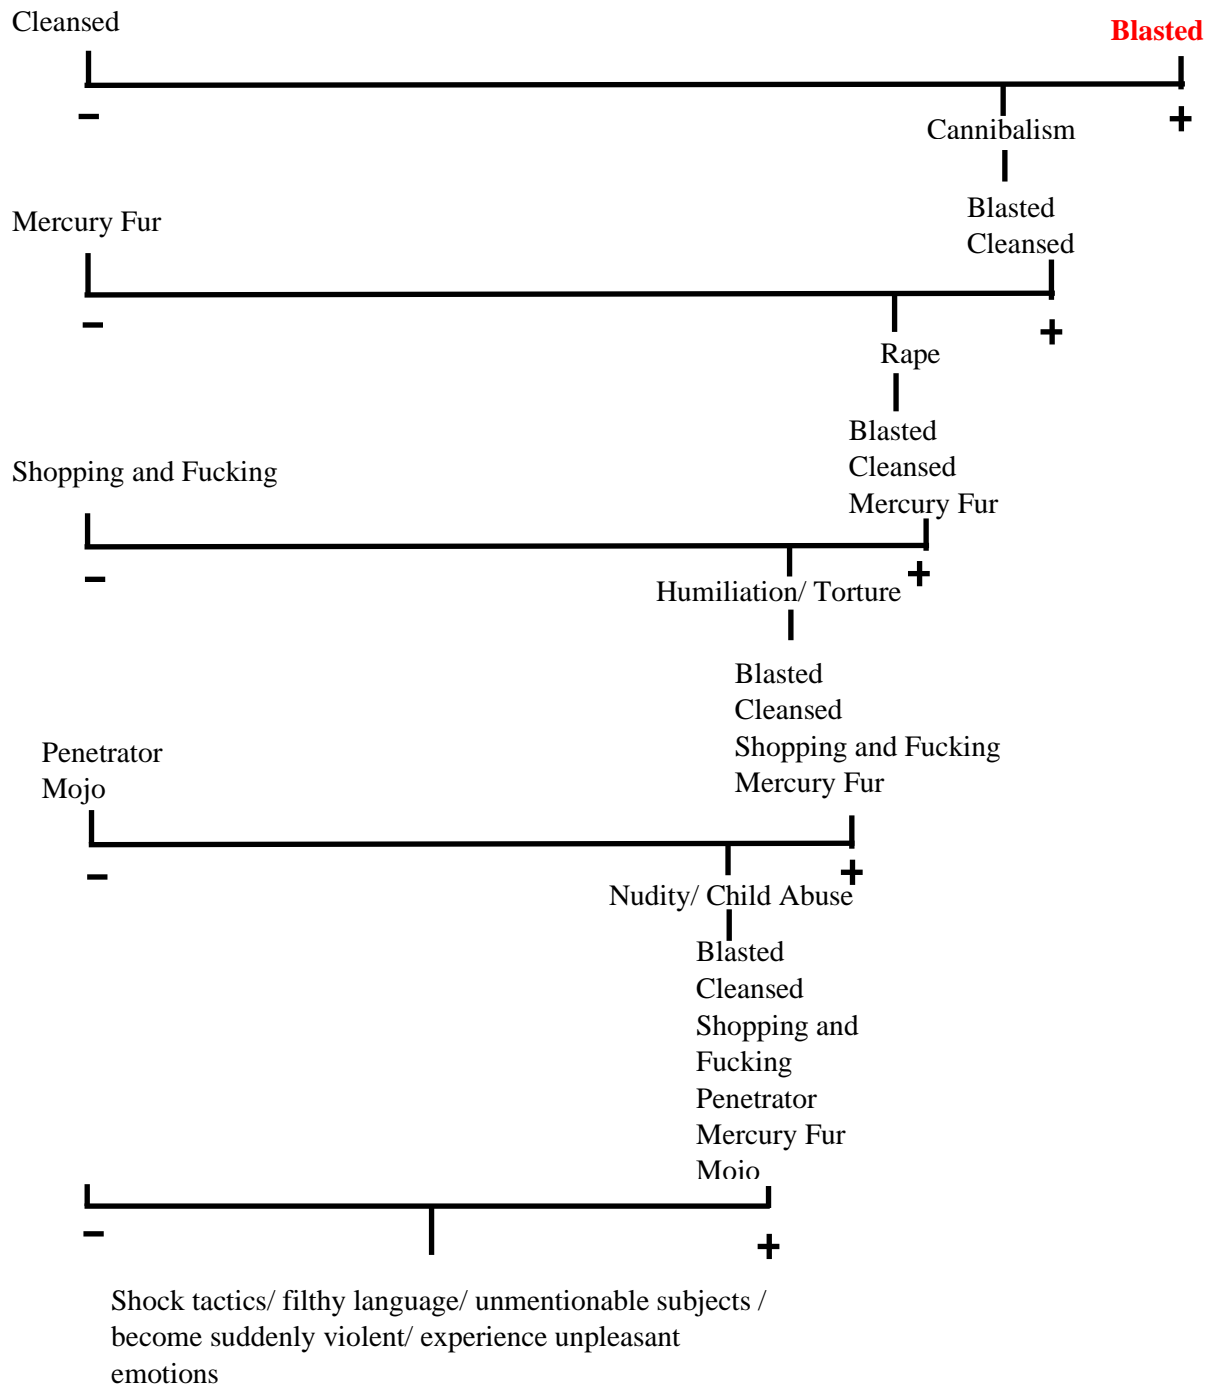 Cleansed
Blasted
–
+
Cannibalism
Blasted
Cleansed
Mercury Fur
–
+
Rape
Blasted
Cleansed
Mercury Fur
Shopping and Fucking
–
+
Humiliation/ Torture
Blasted
Cleansed
Shopping and Fucking
Mercury Fur
Penetrator
Mojo
–
+
Nudity/ Child Abuse
Blasted
Cleansed
Shopping and
Fucking
Penetrator
Mercury Fur
Mojo
–
+
Shock tactics/ filthy language/ unmentionable subjects /
become suddenly violent/ experience unpleasant
emotions